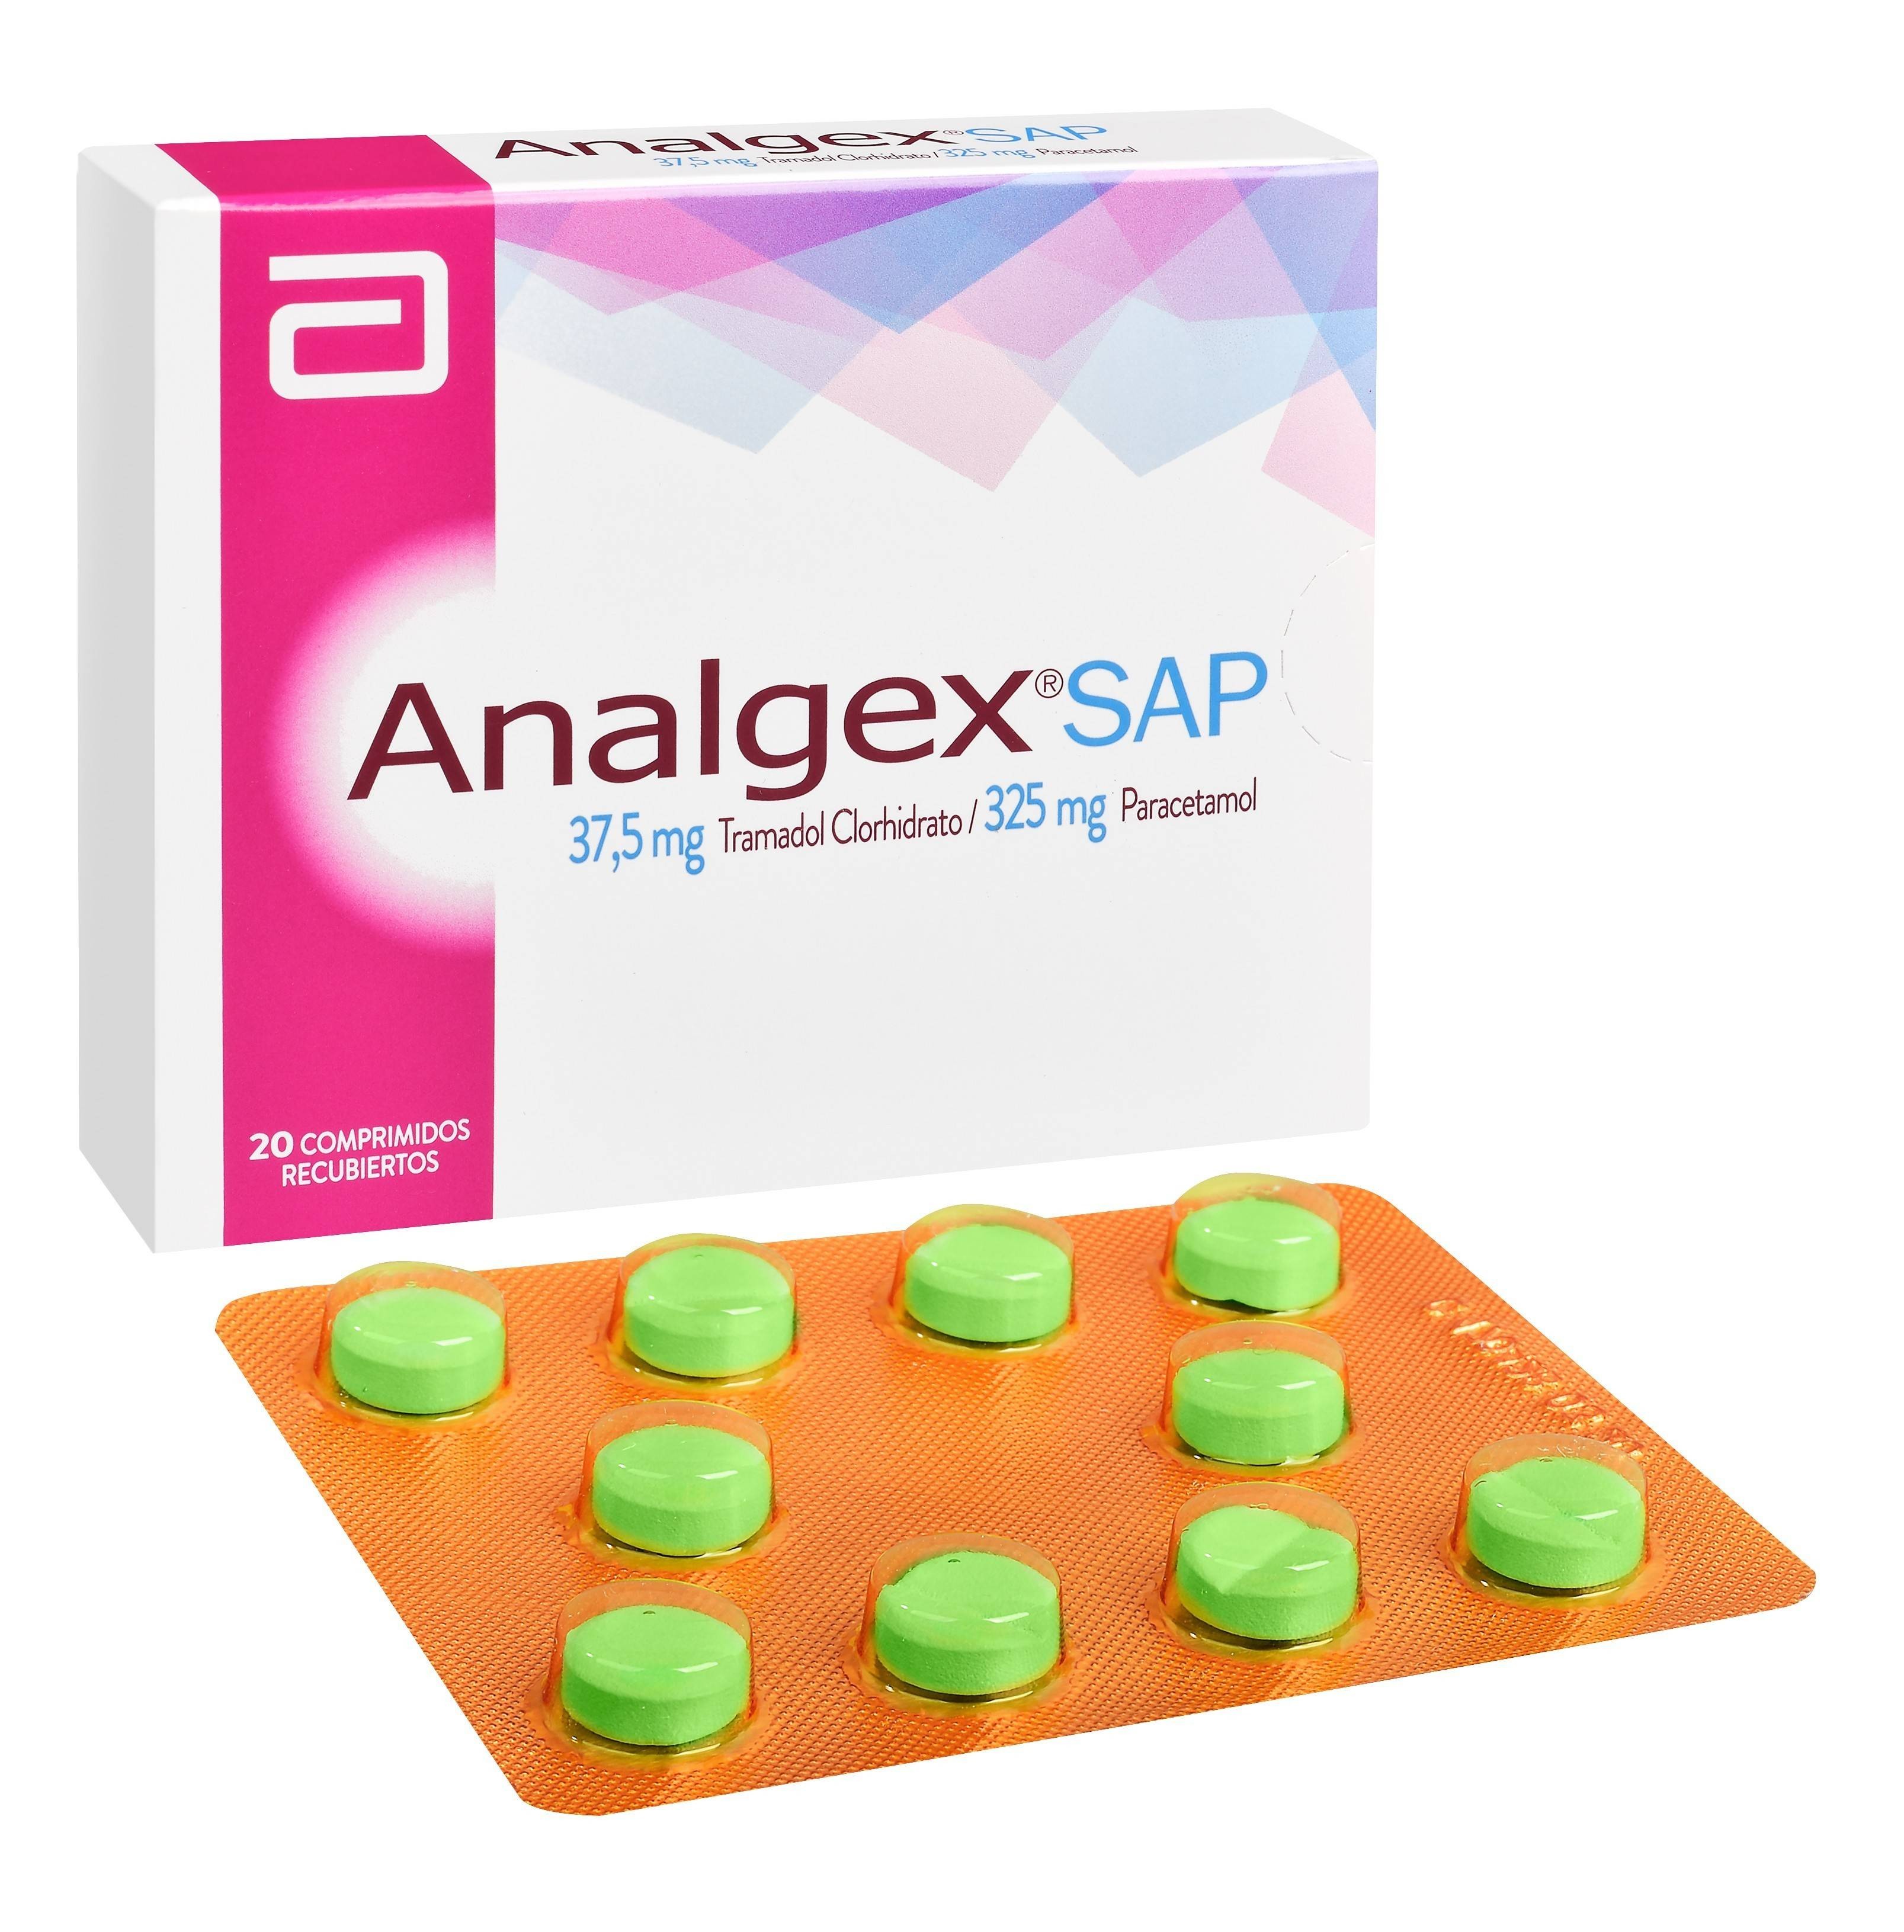 Analgex®SAP
37,5 mg Tramadol Clorhidrato / 325 mg Paracetamol
Analgex®SAP
37,5 mg Tramadol Clorhidrato / 325 mg Paracetamol
20 COMPRIMIDOS
RECUBIERTOS